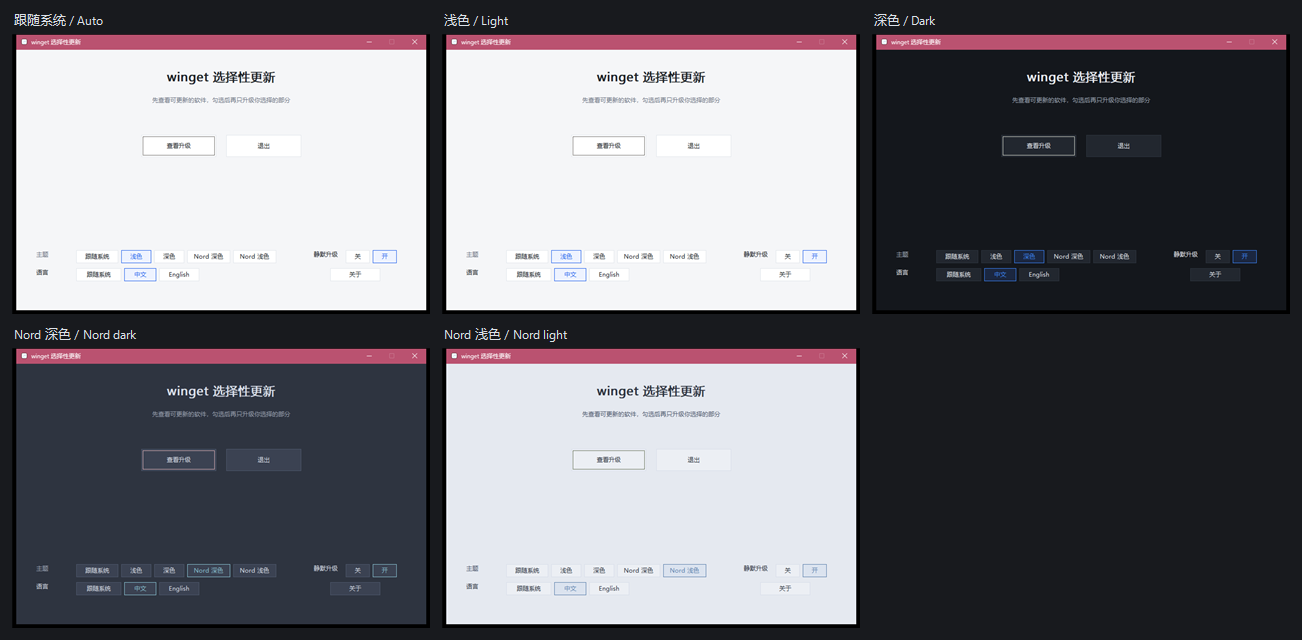 跟随系统 / Auto
winget 选择性更新
winget 选择性更新
先查看可更新的软件，勾选后再只升级你选择的部分
查看升级 退出
主题 跟随系统 浅色 深色 Nord 深色 Nord 浅色 静默升级 关 开
语言 跟随系统 中文 English 关于
浅色 / Light
winget 选择性更新
winget 选择性更新
先查看可更新的软件，勾选后再只升级你选择的部分
查看升级 退出
主题 跟随系统 浅色 深色 Nord 深色 Nord 浅色 静默升级 关 开
语言 跟随系统 中文 English 关于
深色 / Dark
winget 选择性更新
winget 选择性更新
先查看可更新的软件，勾选后再只升级你选择的部分
查看升级 退出
主题 跟随系统 浅色 深色 Nord 深色 Nord 浅色 静默升级 关 开
语言 跟随系统 中文 English 关于
Nord 深色 / Nord dark
winget 选择性更新
winget 选择性更新
先查看可更新的软件，勾选后再只升级你选择的部分
查看升级 退出
主题 跟随系统 浅色 深色 Nord 深色 Nord 浅色 静默升级 关 开
语言 跟随系统 中文 English 关于
Nord 浅色 / Nord light
winget 选择性更新
winget 选择性更新
先查看可更新的软件，勾选后再只升级你选择的部分
查看升级 退出
主题 跟随系统 浅色 深色 Nord 深色 Nord 浅色 静默升级 关 开
语言 跟随系统 中文 English 关于